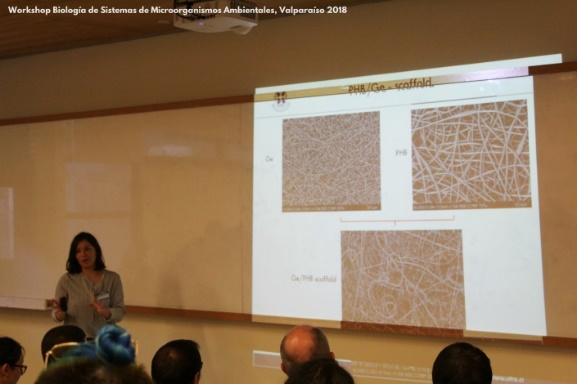 Workshop Biología de Sistemas de Microorganismos Ambientales, Valparaíso 2018
PHB/Ge - scaffold.
Ge
PHB
Ge/PHB scaffold